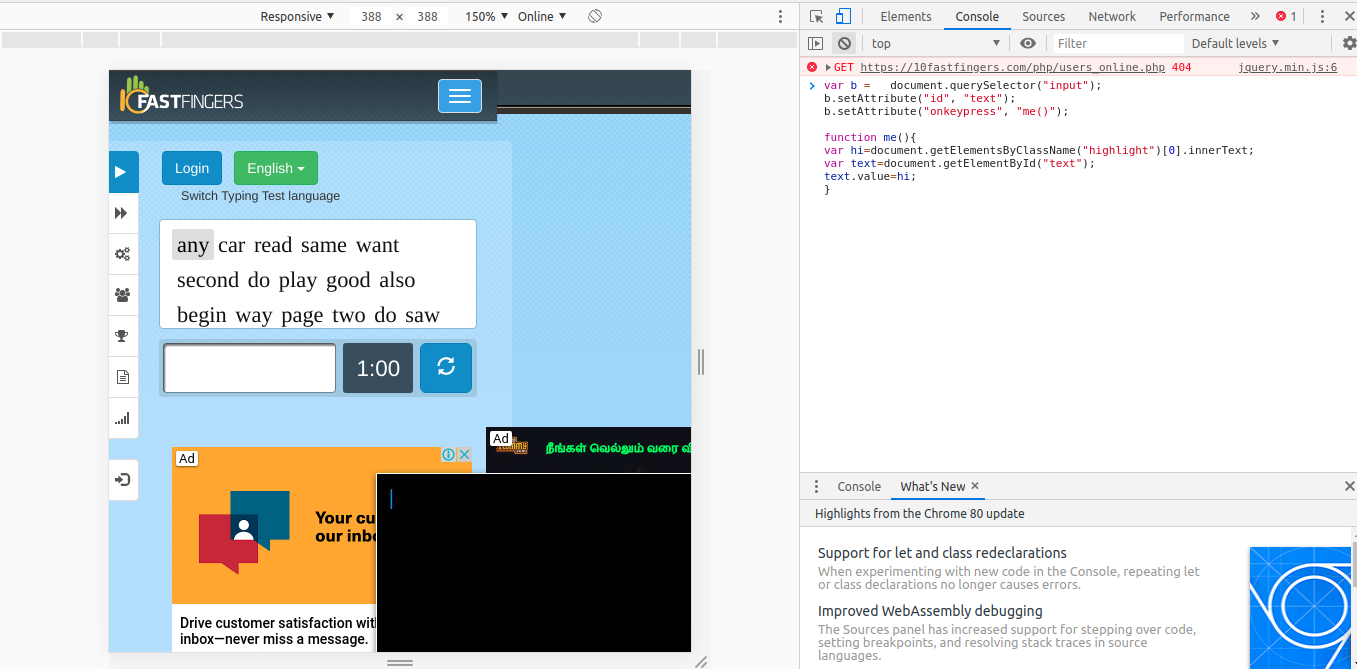 Responsive ▼ 388 × 388 150% ▼ Online ▼
Elements Console Sources Network Performance » 1
top ▼ Filter Default levels ▼
GET https://10fastfingers.com/php/users_online.php 404 jquery.min.js:6
var b = document.querySelector("input");
b.setAttribute("id", "text");
b.setAttribute("onkeypress", "me()");
function me(){
var hi=document.getElementsByClassName("highlight")[0].innerText;
var text=document.getElementById("text");
text.value=hi;
}
10FASTFINGERS
Login English
Switch Typing Test language
any car read same want
second do play good also
begin way page two do saw
1:00
Ad
Your cu
our inbo
Drive customer satisfaction wit
inbox—never miss a message.
Ad
நீங்கள் வெல்லும் வரை வி
Console What's New ×
Highlights from the Chrome 80 update
Support for let and class redeclarations
When experimenting with new code in the Console, repeating let
or class declarations no longer causes errors.
Improved WebAssembly debugging
The Sources panel has increased support for stepping over code,
setting breakpoints, and resolving stack traces in source
languages.